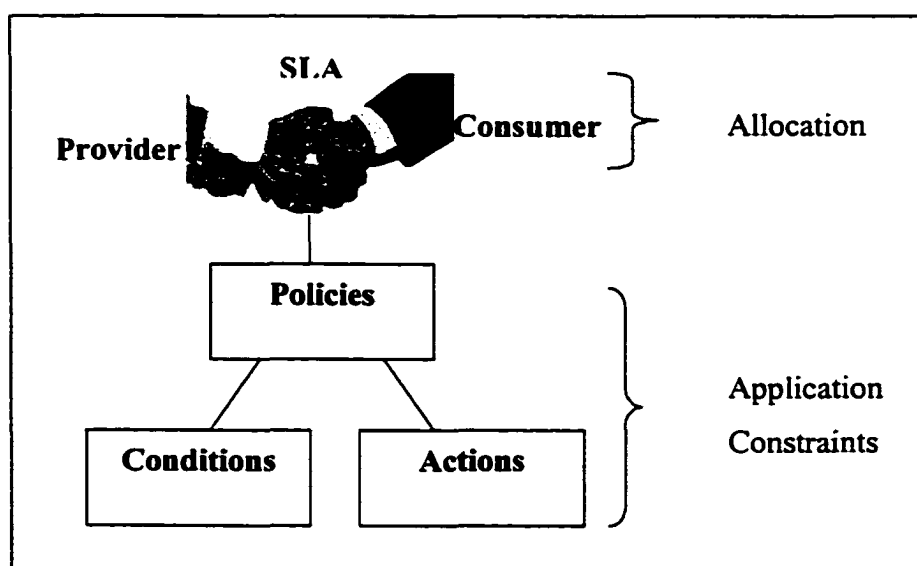 SLA
Provider
Consumer
Allocation
Policies
Application
Constraints
Conditions
Actions